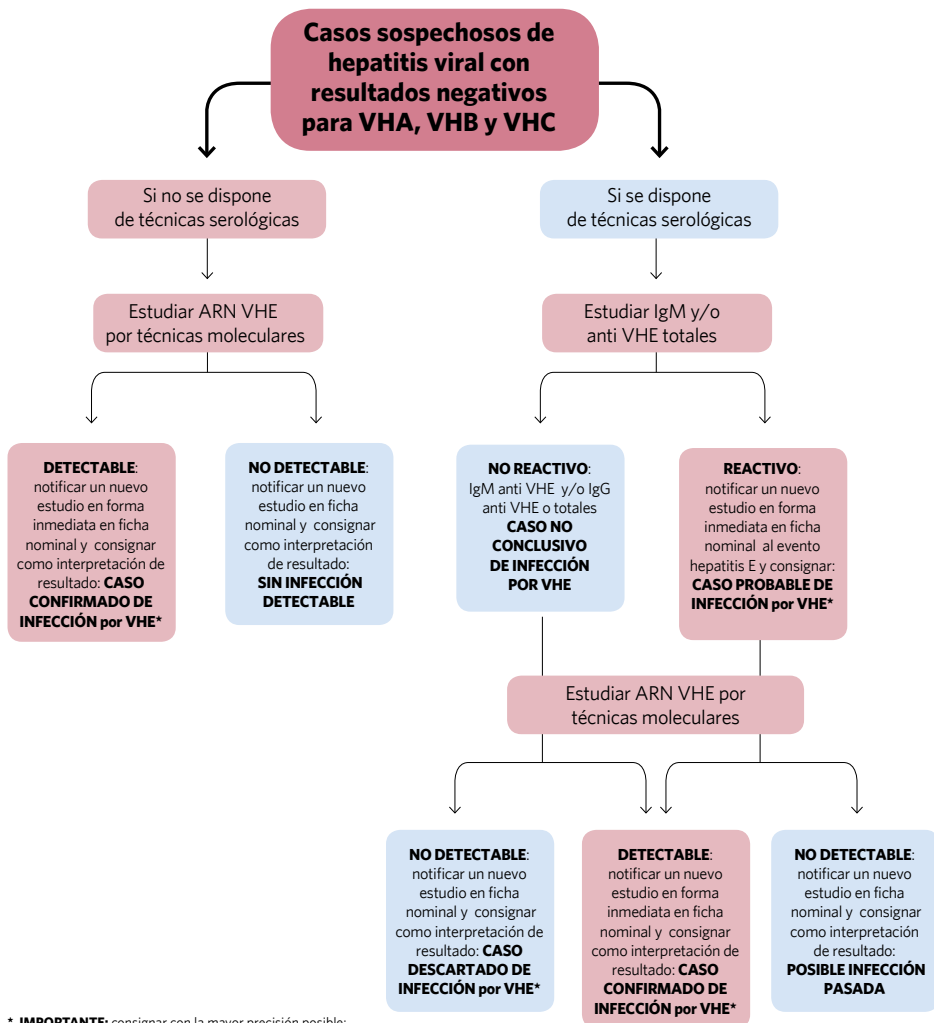 Casos sospechosos de
hepatitis viral con
resultados negativos
para VHA, VHB y VHC
Si no se dispone
de técnicas serológicas
Si se dispone
de técnicas serológicas
Estudiar ARN VHE
por técnicas moleculares
Estudiar IgM y/o
anti VHE totales
DETECTABLE:
notificar un nuevo
estudio en forma
inmediata en ficha
nominal y consignar
como interpretación de
resultado: CASO
CONFIRMADO DE
INFECCIÓN por VHE*
NO DETECTABLE:
notificar un nuevo
estudio en ficha
nominal y consignar
como interpretación
de resultado:
SIN INFECCIÓN
DETECTABLE
NO REACTIVO:
IgM anti VHE y/o IgG
anti VHE o totales
CASO NO
CONCLUSIVO
DE INFECCIÓN
POR VHE
REACTIVO:
notificar un nuevo
estudio en forma
inmediata en ficha
nominal al evento
hepatitis E y consignar:
CASO PROBABLE DE
INFECCIÓN por VHE*
Estudiar ARN VHE por
técnicas moleculares
NO DETECTABLE:
notificar un nuevo
estudio en ficha
nominal y consignar
como interpretación de
resultado: CASO
DESCARTADO DE
INFECCIÓN por VHE*
DETECTABLE:
notificar un nuevo
estudio en forma
inmediata en ficha
nominal y consignar
como interpretación de
resultado: CASO
CONFIRMADO DE
INFECCIÓN por VHE*
NO DETECTABLE:
notificar un nuevo
estudio en ficha
nominal y consignar
como interpretación
de resultado:
POSIBLE INFECCIÓN
PASADA
* IMPORTANTE: consignar con la mayor precisión posible: